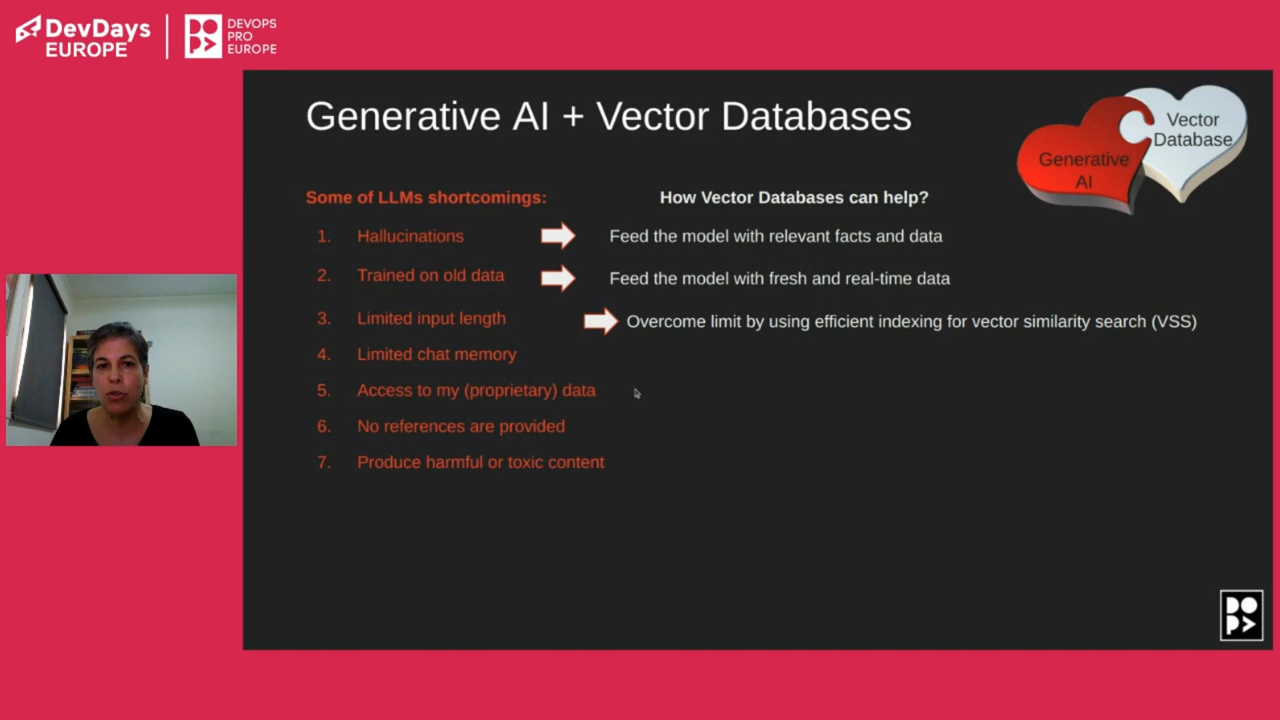 DevDays
EUROPE
DEVOPS
PRO
EUROPE
Generative AI + Vector Databases
Generative
AI
Vector
Database
Some of LLMs shortcomings:
How Vector Databases can help?
1. Hallucinations
Feed the model with relevant facts and data
2. Trained on old data
Feed the model with fresh and real-time data
3. Limited input length
Overcome limit by using efficient indexing for vector similarity search (VSS)
4. Limited chat memory
5. Access to my (proprietary) data
6. No references are provided
7. Produce harmful or toxic content